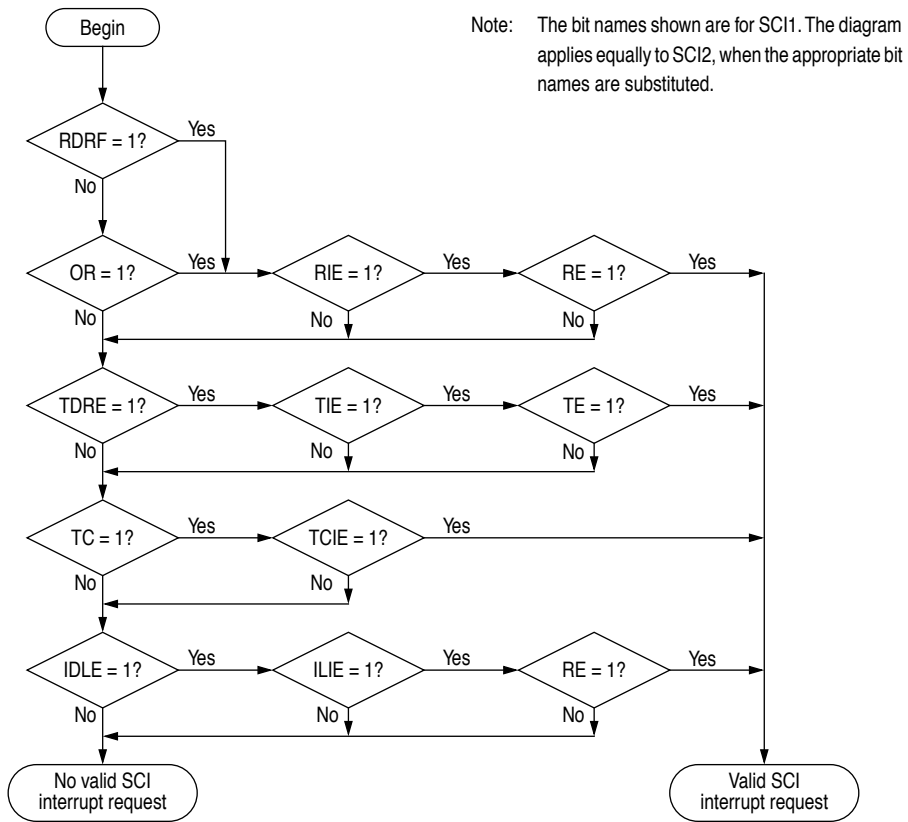 Begin
Note: The bit names shown are for SCI1. The diagram
applies equally to SCI2, when the appropriate bit
names are substituted.
RDRF = 1?
Yes
No
OR = 1?
Yes
RIE = 1?
Yes
RE = 1?
Yes
No
No
No
TDRE = 1?
Yes
TIE = 1?
Yes
TE = 1?
Yes
No
No
No
TC = 1?
Yes
TCIE = 1?
Yes
No
No
IDLE = 1?
Yes
ILIE = 1?
Yes
RE = 1?
Yes
No
No
No
No valid SCI
interrupt request
Valid SCI
interrupt request